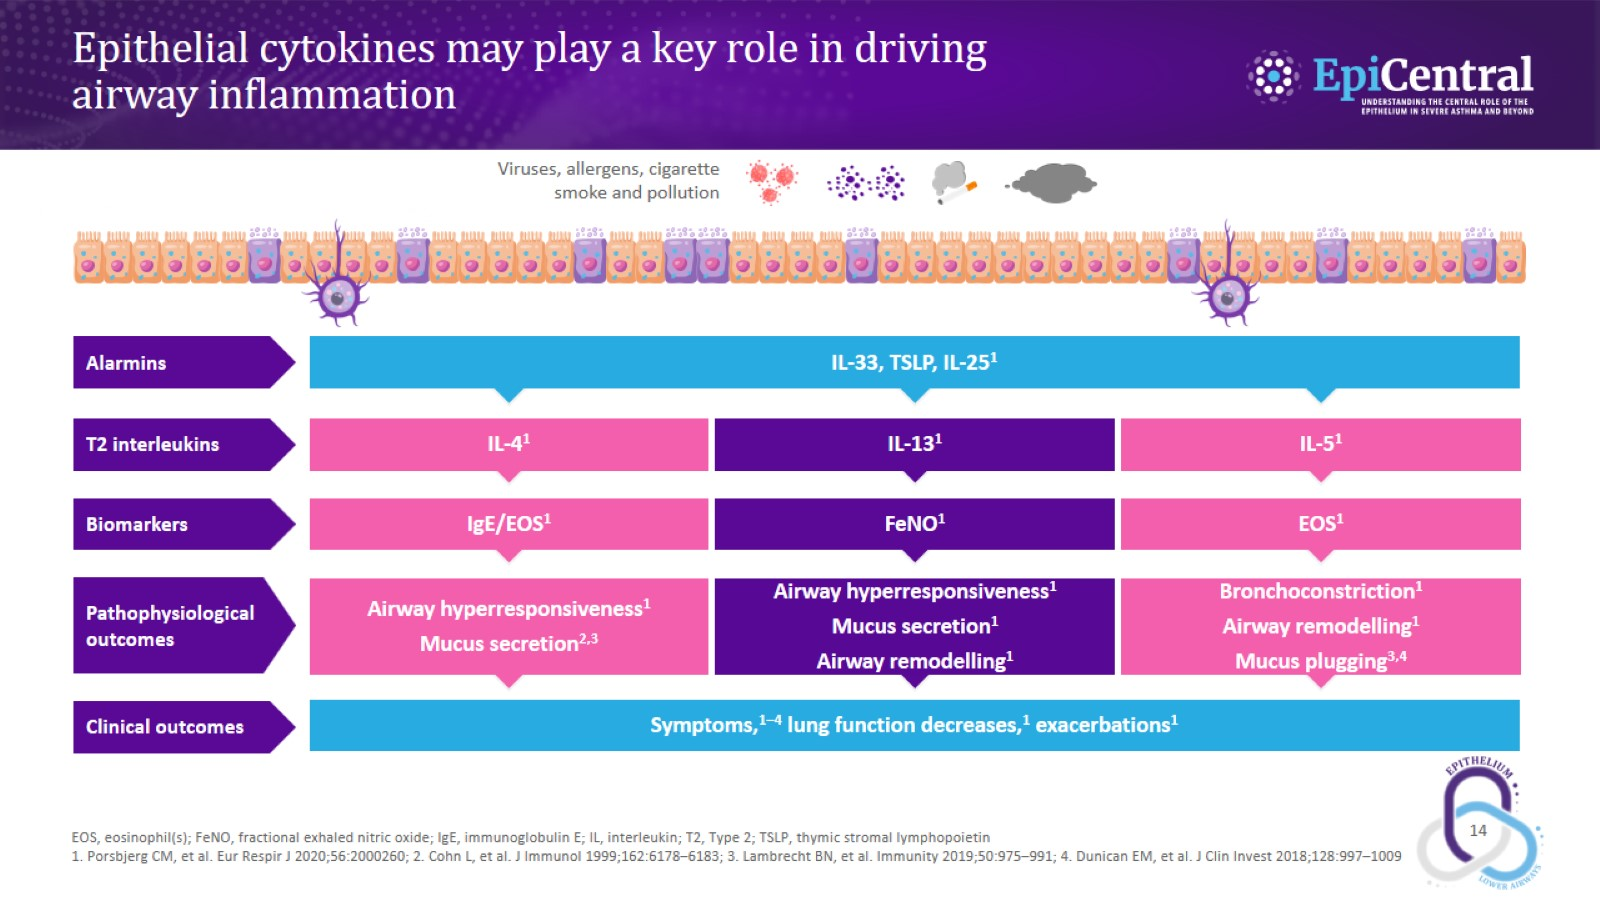 Epithelial cytokines may play a key role in driving
airway inflammation
EpiCentral
UNDERSTANDING THE CENTRAL ROLE OF THE
EPITHELIUM IN SEVERE ASTHMA AND BEYOND
Viruses, allergens, cigarette
smoke and pollution
Alarmins
IL-33, TSLP, IL-25¹
T2 interleukins
IL-4¹
IL-13¹
IL-5¹
Biomarkers
IgE/EOS¹
FeNO¹
EOS¹
Pathophysiological
outcomes
Airway hyperresponsiveness¹
Mucus secretion²,³
Airway hyperresponsiveness¹
Mucus secretion¹
Airway remodelling¹
Bronchoconstriction¹
Airway remodelling¹
Mucus plugging³,⁴
Clinical outcomes
Symptoms,¹–⁴ lung function decreases,¹ exacerbations¹
EPITHELIUM
14
LOWER AIRWAYS
EOS, eosinophil(s); FeNO, fractional exhaled nitric oxide; IgE, immunoglobulin E; IL, interleukin; T2, Type 2; TSLP, thymic stromal lymphopoietin
1. Porsbjerg CM, et al. Eur Respir J 2020;56:2000260; 2. Cohn L, et al. J Immunol 1999;162:6178–6183; 3. Lambrecht BN, et al. Immunity 2019;50:975–991; 4. Dunican EM, et al. J Clin Invest 2018;128:997–1009